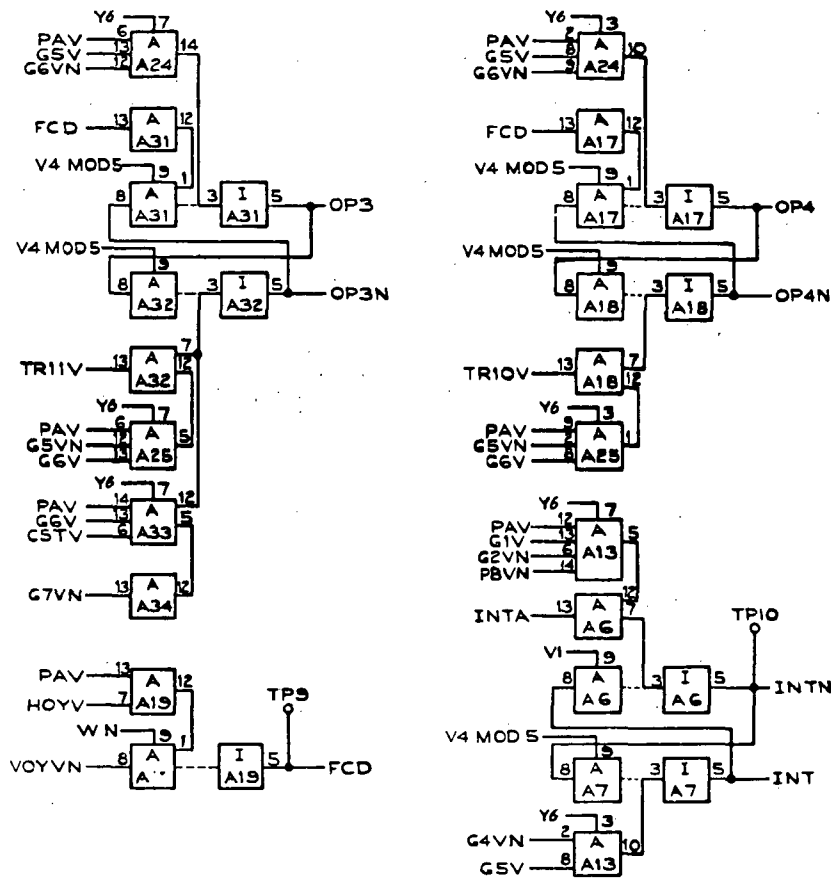 Y6 7
PAV 6 A 14
G5V 13 A24
G6VN 12
FCD 13 A 12
A31
V4 MOD5 9 1
8 A 3 I 5 OP3
A31 A31
V4 MOD5 9
8 A 3 I 5 OP3N
A32 A32
7
TR11V 13 A 12
A32
Y6 7
PAV 6 A
G5VN 12 A25 5
G6V 13
Y6 7
PAV 14 A 12
G6V 13 A33 5
C5TV 6
G7VN 13 A 12
A34
PAV 13 A 12
HOYV 7 A19
TP9
WN 9 1
VOYVN 8 A I 5 FCD
A19
Y6 3
PAV 2 A 10
G5V 8 A24
G6VN 9
FCD 13 A 12
A17
V4 MOD5 9 1
8 A 3 I 5 OP4
A17 A17
V4 MOD5 9
8 A 3 I 5 OP4N
A18 A18
7
TR10V 13 A 12
A18
Y6 3
PAV 9 A
G5VN 2 A25 1
G6V 8
Y6 7
PAV 12 A 5
G1V 13 A13
G2VN 6
PBVN 14
12
INTA 13 A 7
A6
TP10
V1 9
8 A 3 I 5 INTN
A6 A6
V4 MOD5 9
8 A 3 I 5 INT
A7 A7
Y6 3
G4VN 2 A
G5V 8 A13 10